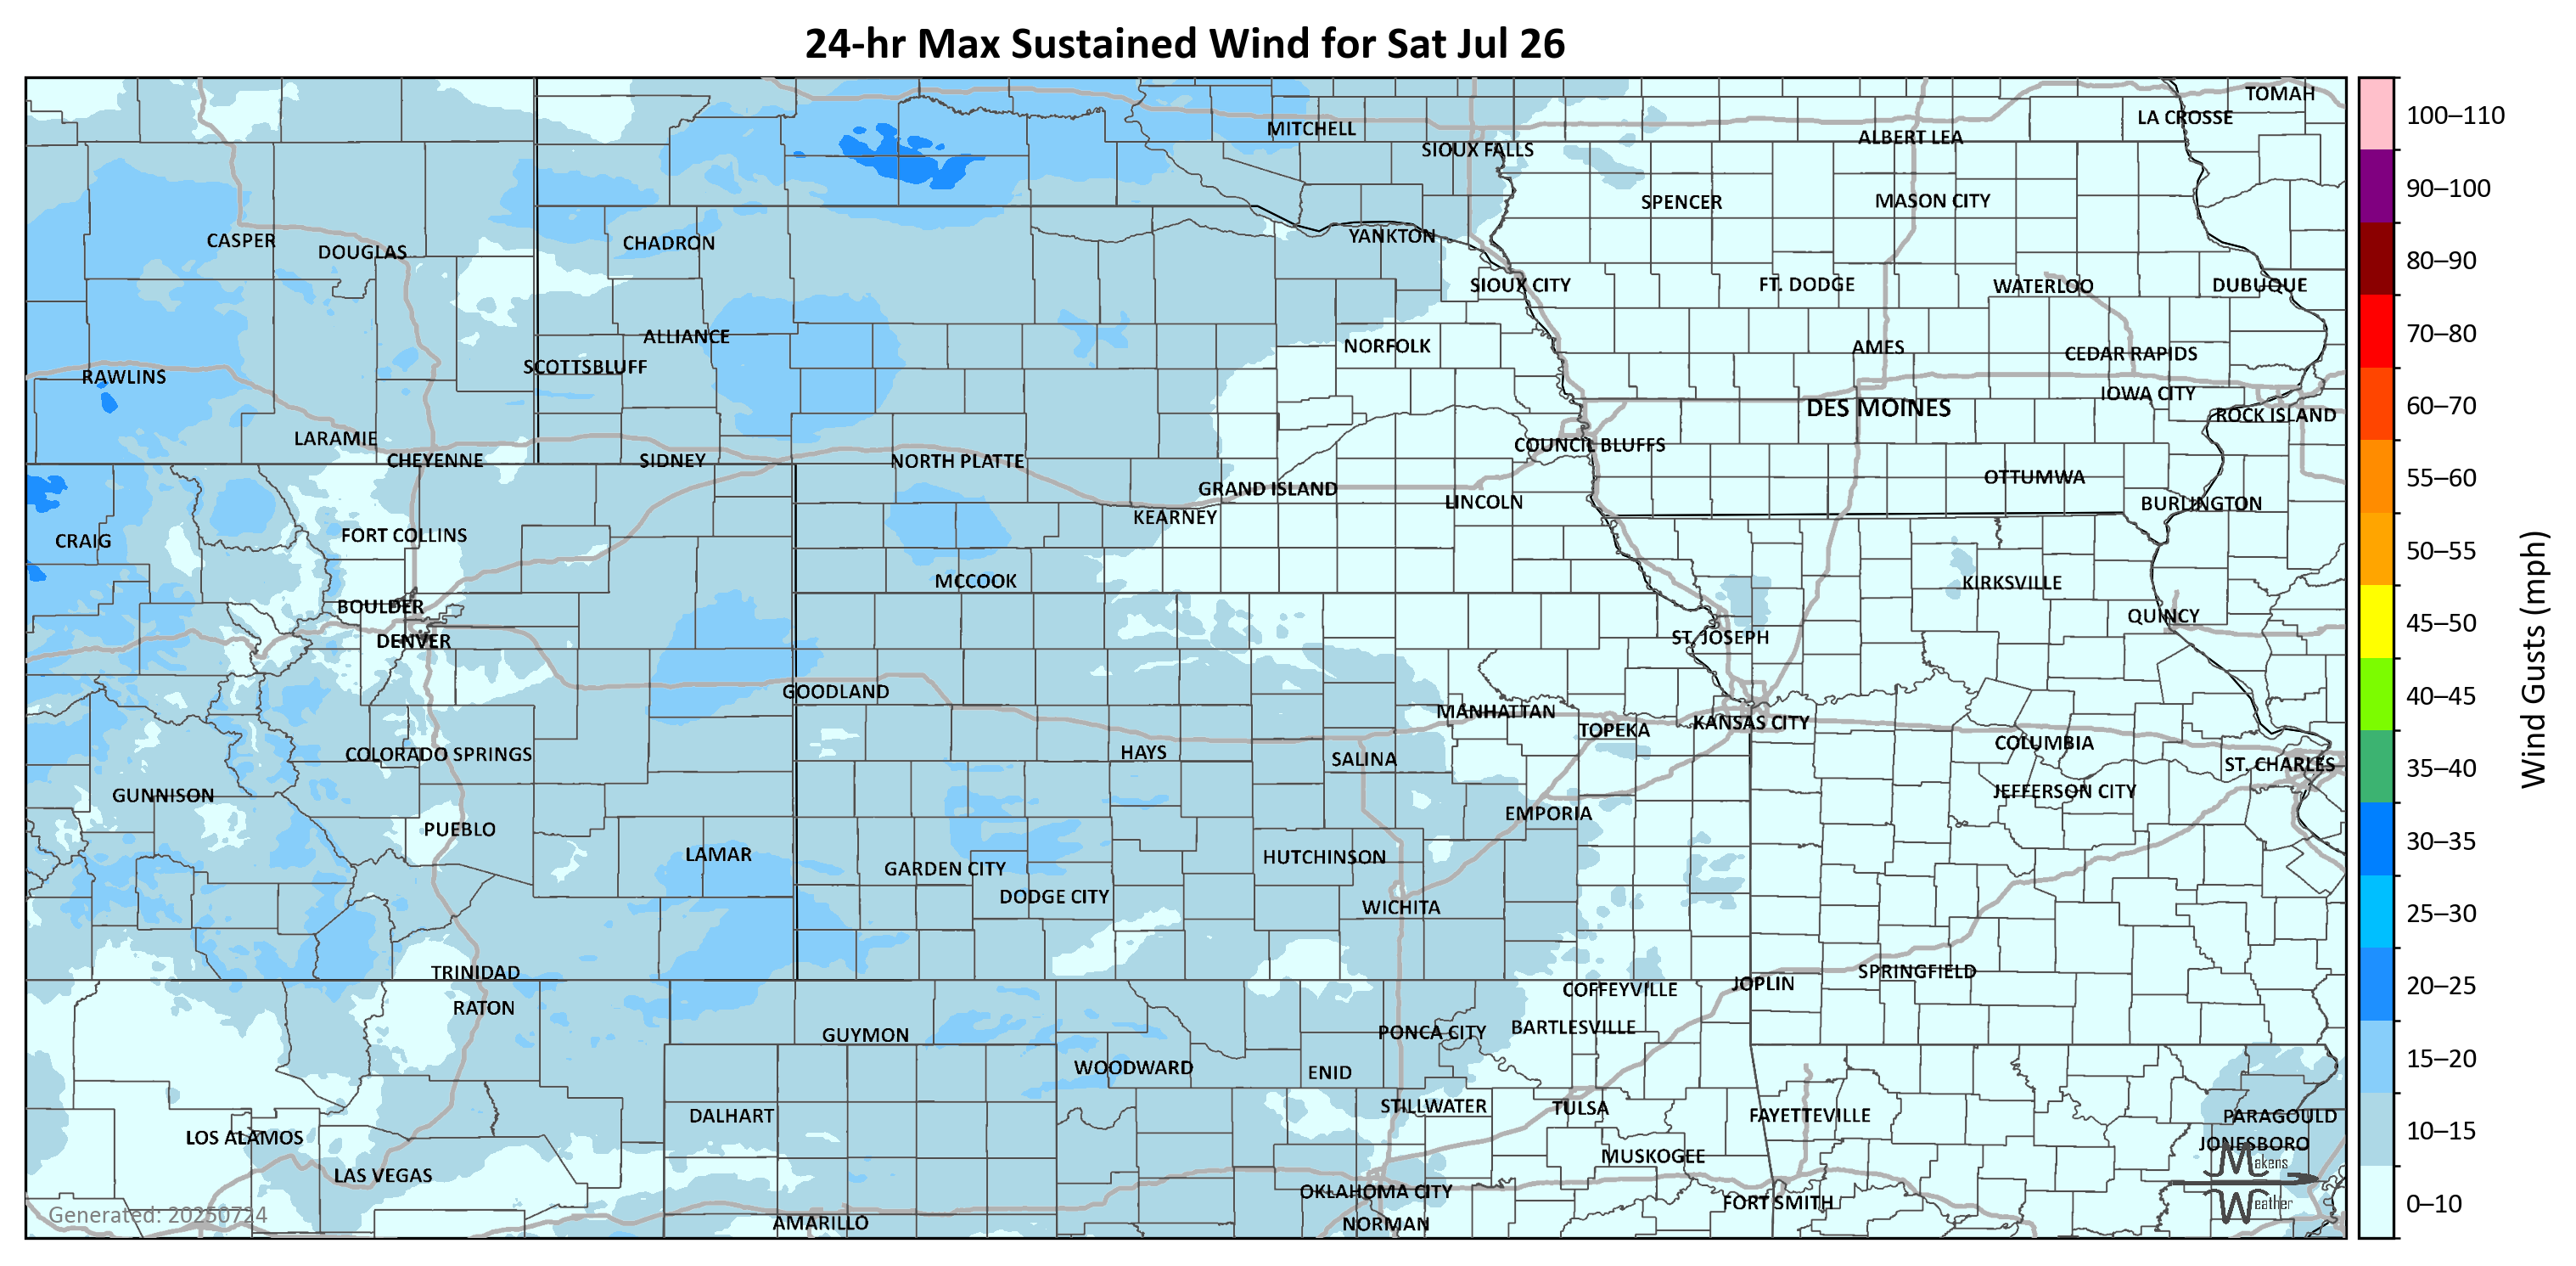 24-hr Max Sustained Wind for Sat Jul 26
TOMAH
LA CROSSE
MITCHELL
ALBERT LEA
SIOUX FALLS
SPENCER
MASON CITY
CASPER
DOUGLAS
CHADRON
YANKTON
SIOUX CITY
FT. DODGE
WATERLOO
DUBUQUE
ALLIANCE
NORFOLK
AMES
CEDAR RAPIDS
SCOTTSBLUFF
RAWLINS
IOWA CITY
DES MOINES
ROCK ISLAND
LARAMIE
COUNCIL BLUFFS
CHEYENNE
SIDNEY
NORTH PLATTE
OTTUMWA
GRAND ISLAND
LINCOLN
BURLINGTON
KEARNEY
FORT COLLINS
CRAIG
MCCOOK
KIRKSVILLE
BOULDER
QUINCY
DENVER
ST. JOSEPH
GOODLAND
MANHATTAN
TOPEKA
KANSAS CITY
COLUMBIA
COLORADO SPRINGS
HAYS
SALINA
ST. CHARLES
GUNNISON
JEFFERSON CITY
EMPORIA
PUEBLO
LAMAR
HUTCHINSON
GARDEN CITY
DODGE CITY
WICHITA
TRINIDAD
SPRINGFIELD
JOPLIN
COFFEYVILLE
RATON
BARTLESVILLE
PONCA CITY
GUYMON
WOODWARD
ENID
STILLWATER
TULSA
DALHART
FAYETTEVILLE
PARAGOULD
LOS ALAMOS
JONESBORO
MUSKOGEE
LAS VEGAS
OKLAHOMA CITY
FORT SMITH
AMARILLO
NORMAN
Generated: 20250724
Makens
Weather
100–110
90–100
80–90
70–80
60–70
55–60
50–55
45–50
40–45
35–40
30–35
25–30
20–25
15–20
10–15
0–10
Wind Gusts (mph)